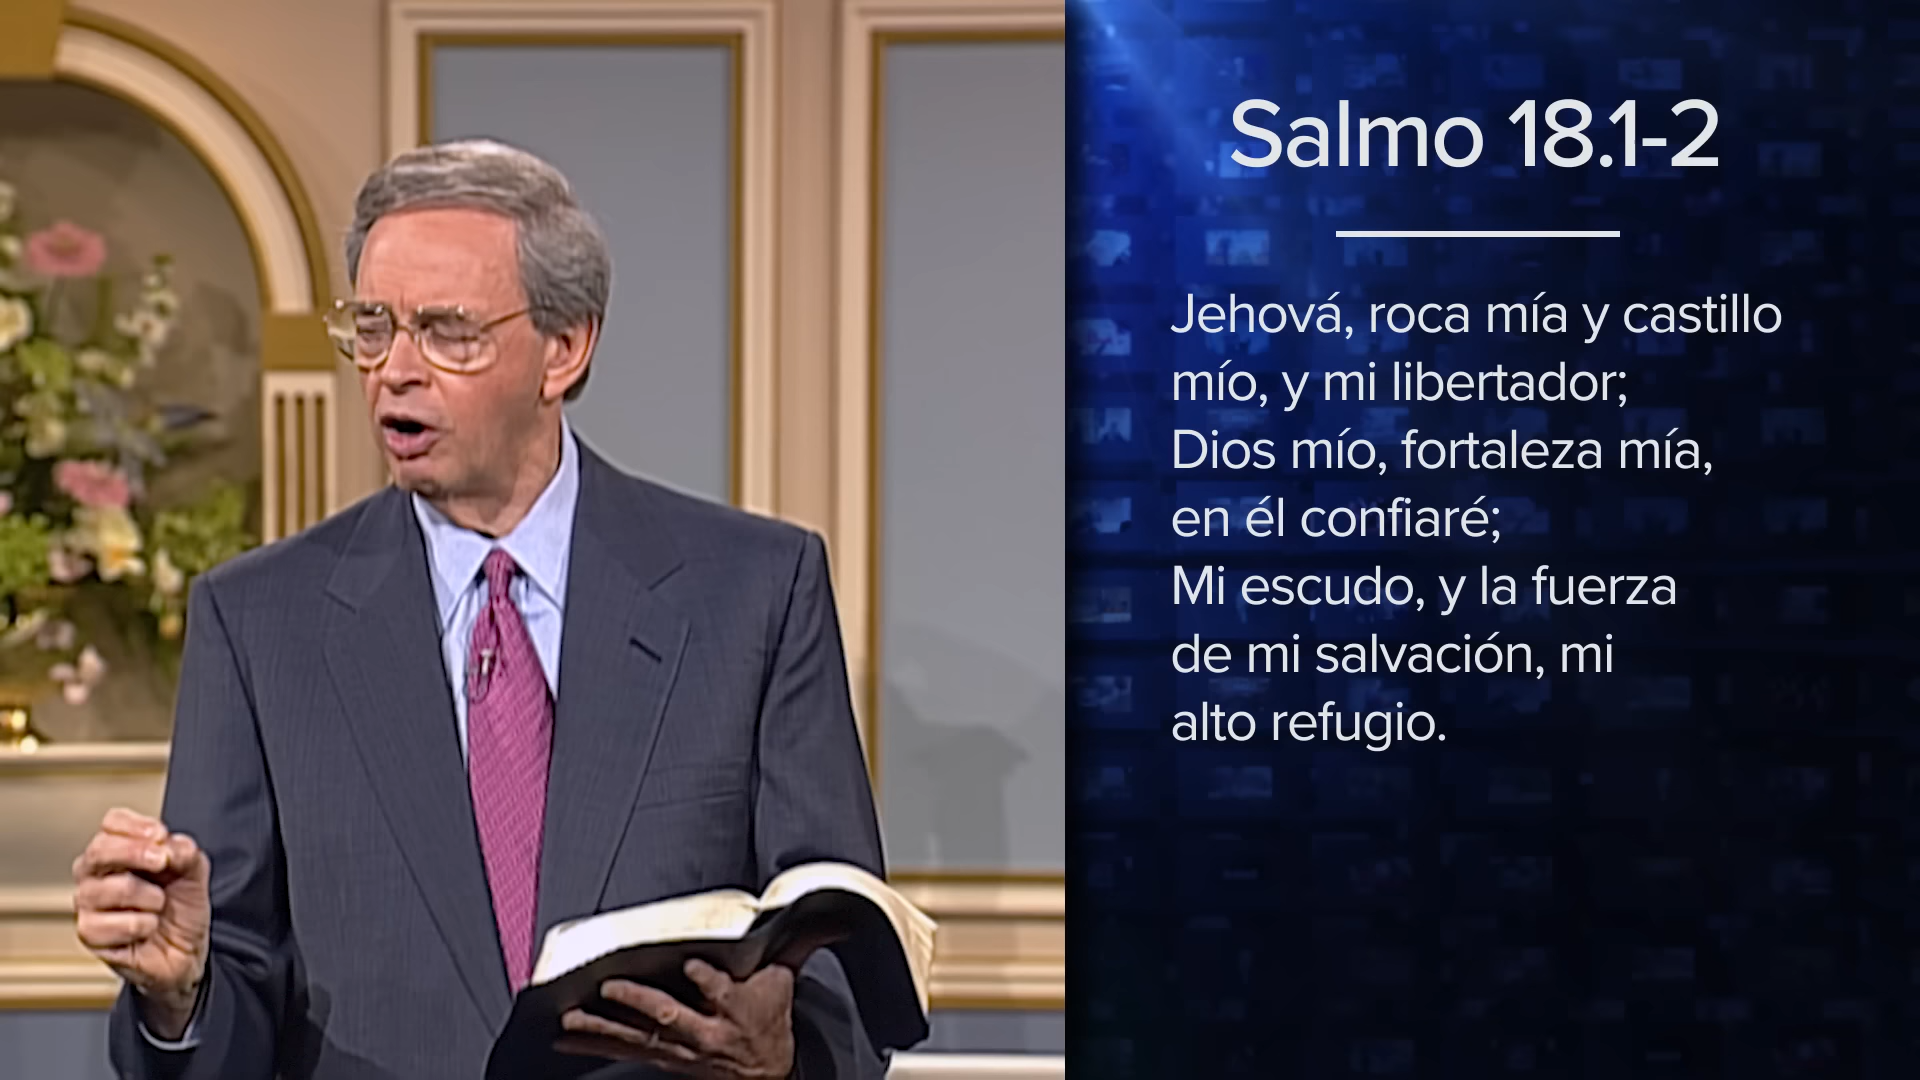 Salmo 18.1-2
Jehová, roca mía y castillo
mío, y mi libertador;
Dios mío, fortaleza mía,
en él confiaré;
Mi escudo, y la fuerza
de mi salvación, mi
alto refugio.